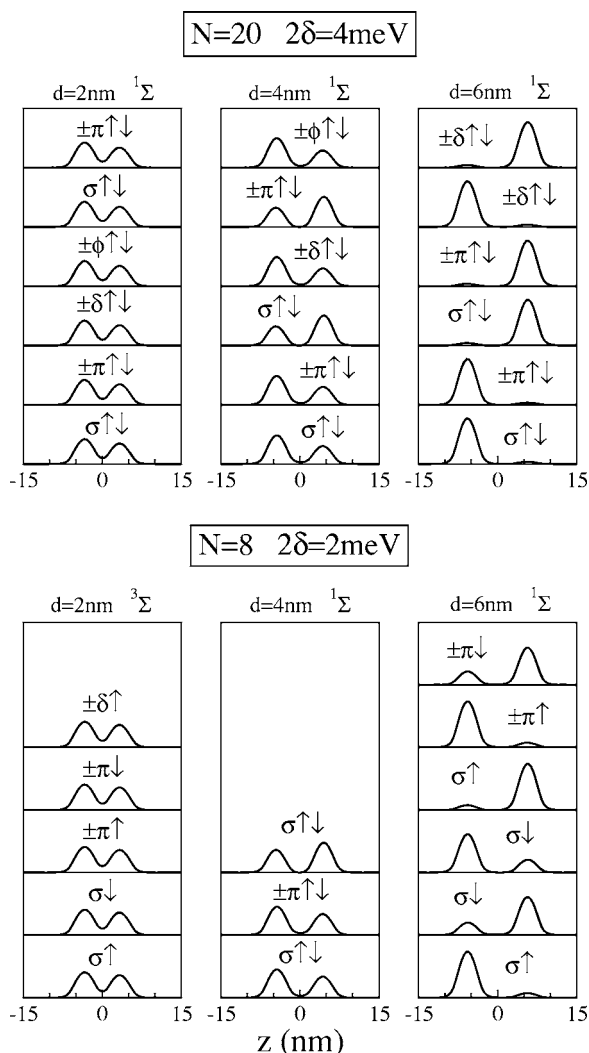 N=20 2δ=4meV
d=2nm ¹Σ
±π↑↓
σ↑↓
±ϕ↑↓
±δ↑↓
±π↑↓
σ↑↓
-15 0 15
d=4nm ¹Σ
±ϕ↑↓
±π↑↓
±δ↑↓
σ↑↓
±π↑↓
σ↑↓
-15 0 15
d=6nm ¹Σ
±δ↑↓
±δ↑↓
±π↑↓
σ↑↓
±π↑↓
σ↑↓
-15 0 15
N=8 2δ=2meV
d=2nm ³Σ
±δ↑
±π↓
±π↑
σ↓
σ↑
-15 0 15
d=4nm ¹Σ
σ↑↓
±π↑↓
σ↑↓
-15 0 15
d=6nm ¹Σ
±π↓
±π↑
σ↑
σ↓
σ↓
σ↑
-15 0 15
z (nm)